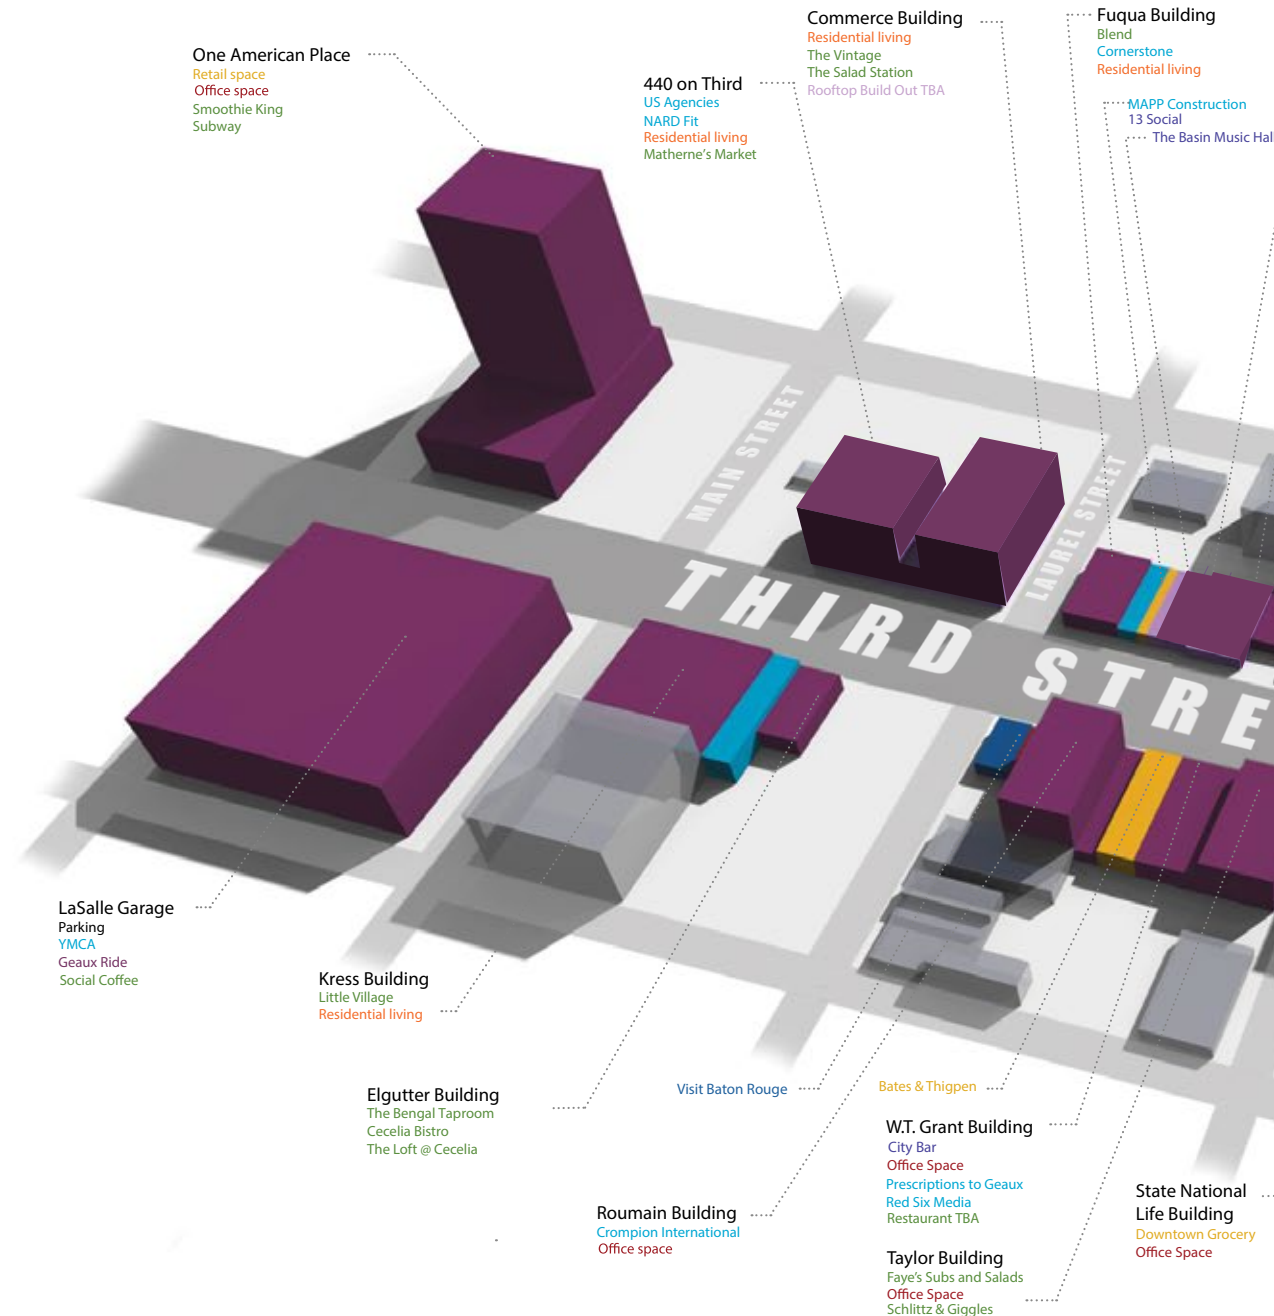 Commerce Building
Residential living
The Vintage
The Salad Station
Rooftop Build Out TBA
Fuqua Building
Blend
Cornerstone
Residential living
One American Place
Retail space
Office space
Smoothie King
Subway
440 on Third
US Agencies
NARD Fit
Residential living
Matherne's Market
MAPP Construction
13 Social
The Basin Music Hal
MAIN STREET
LAUREL STREET
THIRD STRE
LaSalle Garage
Parking
YMCA
Geaux Ride
Social Coffee
Kress Building
Little Village
Residential living
Elgutter Building
The Bengal Taproom
Cecelia Bistro
The Loft @ Cecelia
Visit Baton Rouge
Bates & Thigpen
W.T. Grant Building
City Bar
Office Space
Prescriptions to Geaux
Red Six Media
Restaurant TBA
Roumain Building
Crompion International
Office space
State National
Life Building
Downtown Grocery
Office Space
Taylor Building
Faye's Subs and Salads
Office Space
Schlittz & Giggles